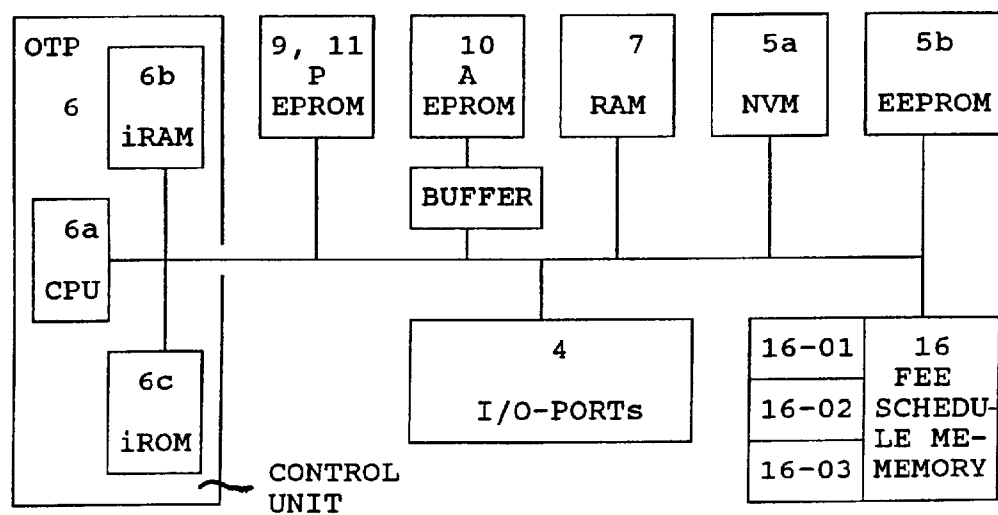 OTP
6
6b
iRAM
6a
CPU
6c
iROM
CONTROL
UNIT
9, 11
P
EPROM
10
A
EPROM
BUFFER
7
RAM
5a
NVM
5b
EEPROM
4
I/O-PORTs
16-01
16-02
16-03
16
FEE
SCHEDU-
LE ME-
MEMORY